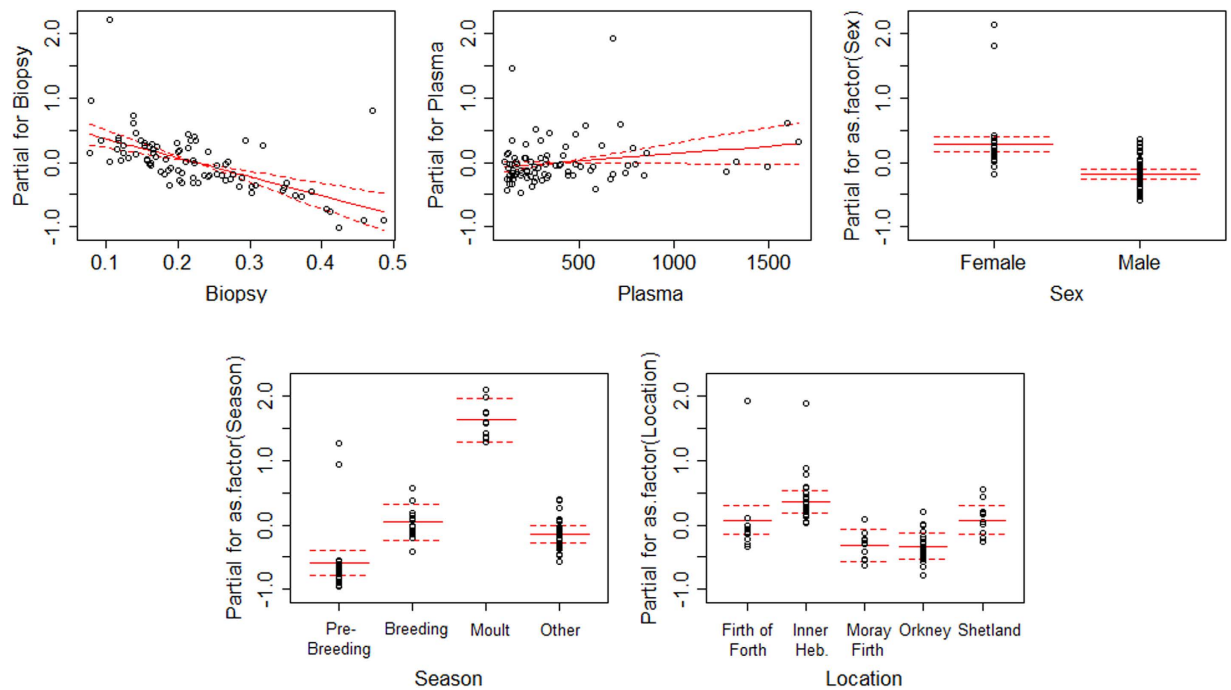 Partial for Biopsy
2.0
1.0
0.0
-1.0
0.1 0.2 0.3 0.4 0.5
Biopsy
Partial for Plasma
2.0
1.0
0.0
-1.0
500 1000 1500
Plasma
Partial for as.factor(Sex)
2.0
1.0
0.0
-1.0
Female Male
Sex
Partial for as.factor(Season)
2.0
1.0
0.0
-1.0
Pre- Breeding Moult Other
Breeding
Season
Partial for as.factor(Location)
2.0
1.0
0.0
-1.0
Firth of Inner Moray Orkney Shetland
Forth Heb. Firth
Location